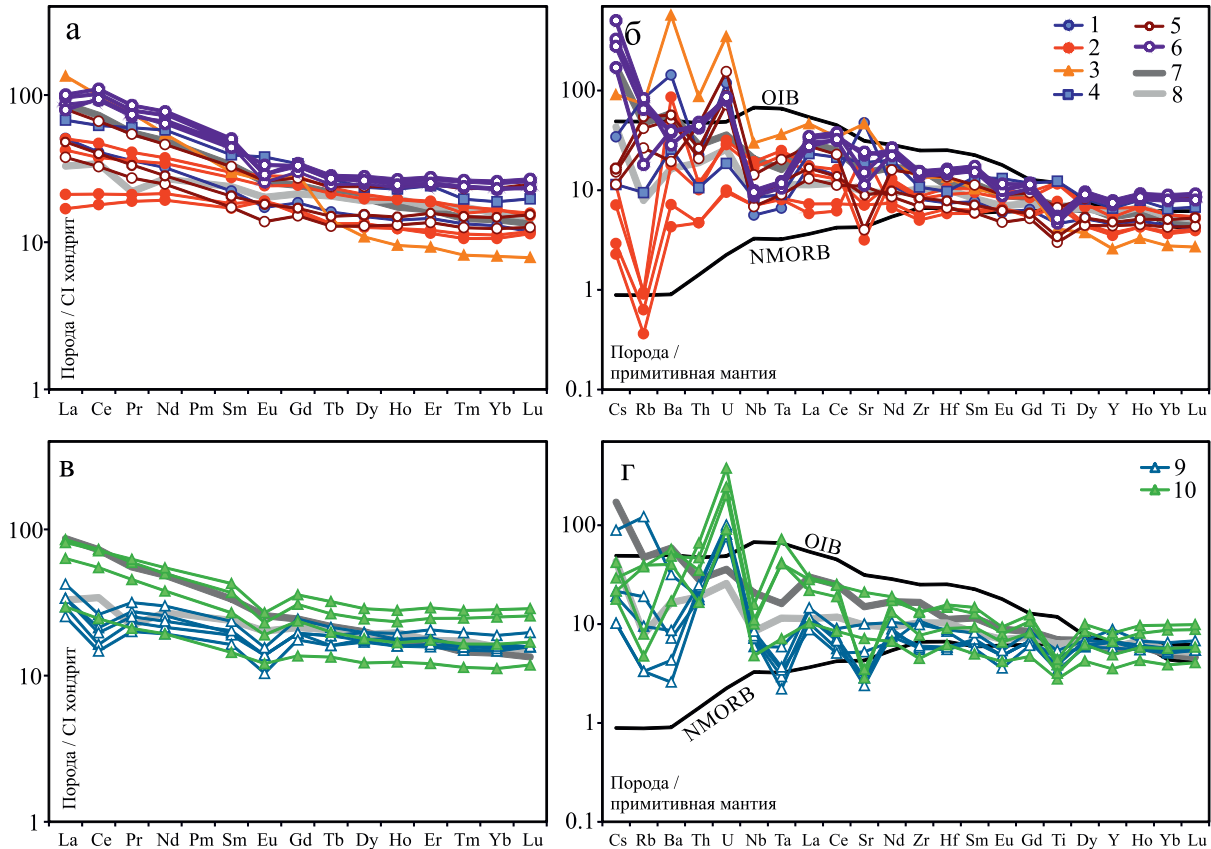 а
100
10
1
Порода / CI хондрит
La Ce Pr Nd Pm Sm Eu Gd Tb Dy Ho Er Tm Yb Lu
б
100
10
1
0.1
OIB
NMORB
Порода /
примитивная мантия
1 5
2 6
3 7
4 8
Cs Rb Ba Th U Nb Ta La Ce Sr Nd Zr Hf Sm Eu Gd Ti Dy Y Ho Yb Lu
в
100
10
1
Порода / CI хондрит
La Ce Pr Nd Pm Sm Eu Gd Tb Dy Ho Er Tm Yb Lu
г
100
10
1
0.1
OIB
NMORB
Порода /
примитивная мантия
9
10
Cs Rb Ba Th U Nb Ta La Ce Sr Nd Zr Hf Sm Eu Gd Ti Dy Y Ho Yb Lu